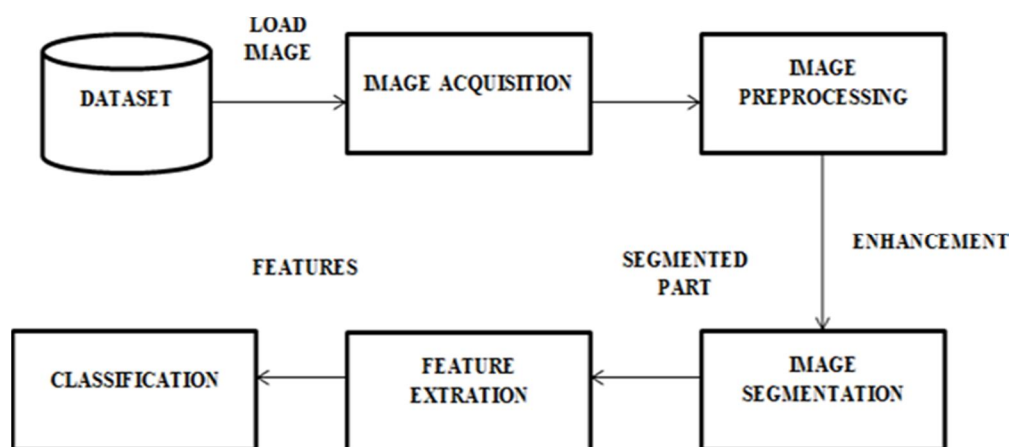 LOAD
IMAGE
DATASET
IMAGE ACQUISITION
IMAGE
PREPROCESSING
ENHANCEMENT
SEGMENTED
PART
FEATURES
IMAGE
SEGMENTATION
FEATURE
EXTRATION
CLASSIFICATION